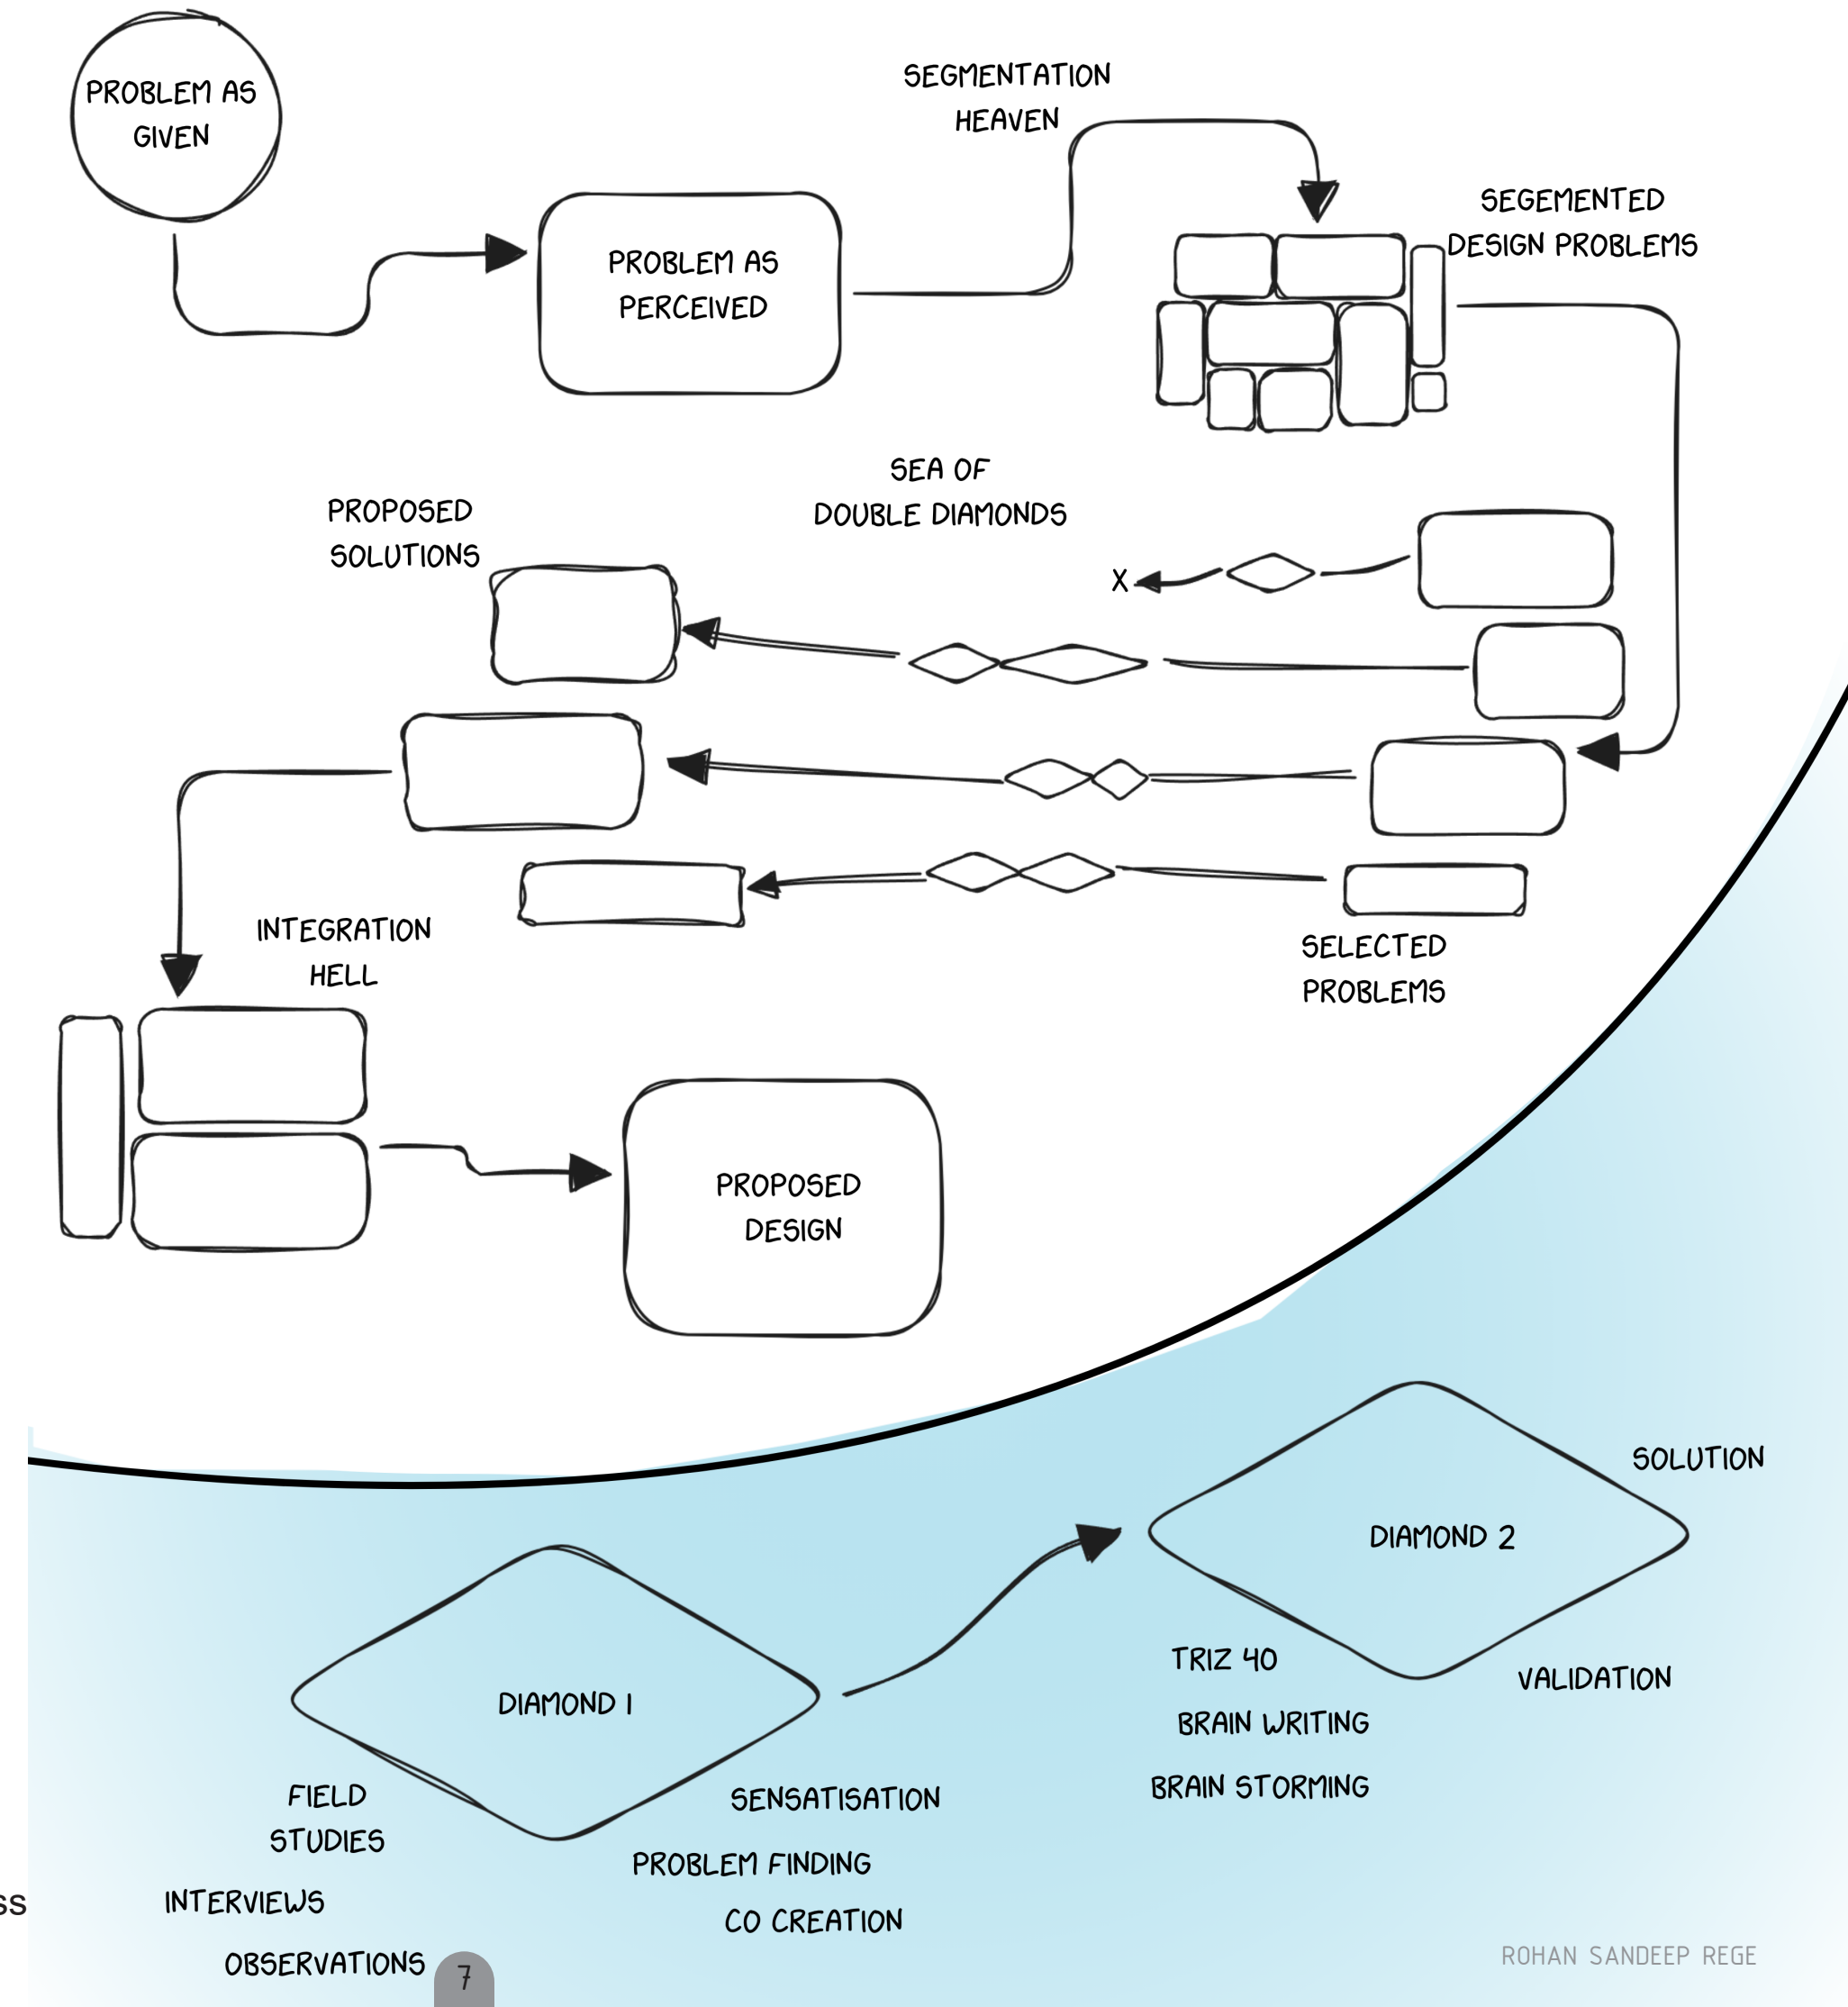 PROBLEM AS
GIVEN
SEGMENTATION
HEAVEN
PROBLEM AS
PERCEIVED
SEGEMENTED
DESIGN PROBLEMS
SEA OF
DOUBLE DIAMONDS
PROPOSED
SOLUTIONS
X
INTEGRATION
HELL
SELECTED
PROBLEMS
PROPOSED
DESIGN
SOLUTION
DIAMOND 2
TRIZ 40
VALIDATION
BRAIN WRITING
BRAIN STORMING
DIAMOND 1
FIELD
STUDIES
INTERVIEWS
OBSERVATIONS
SENSATISATION
PROBLEM FINDING
CO CREATION
ss
7
ROHAN SANDEEP REGE